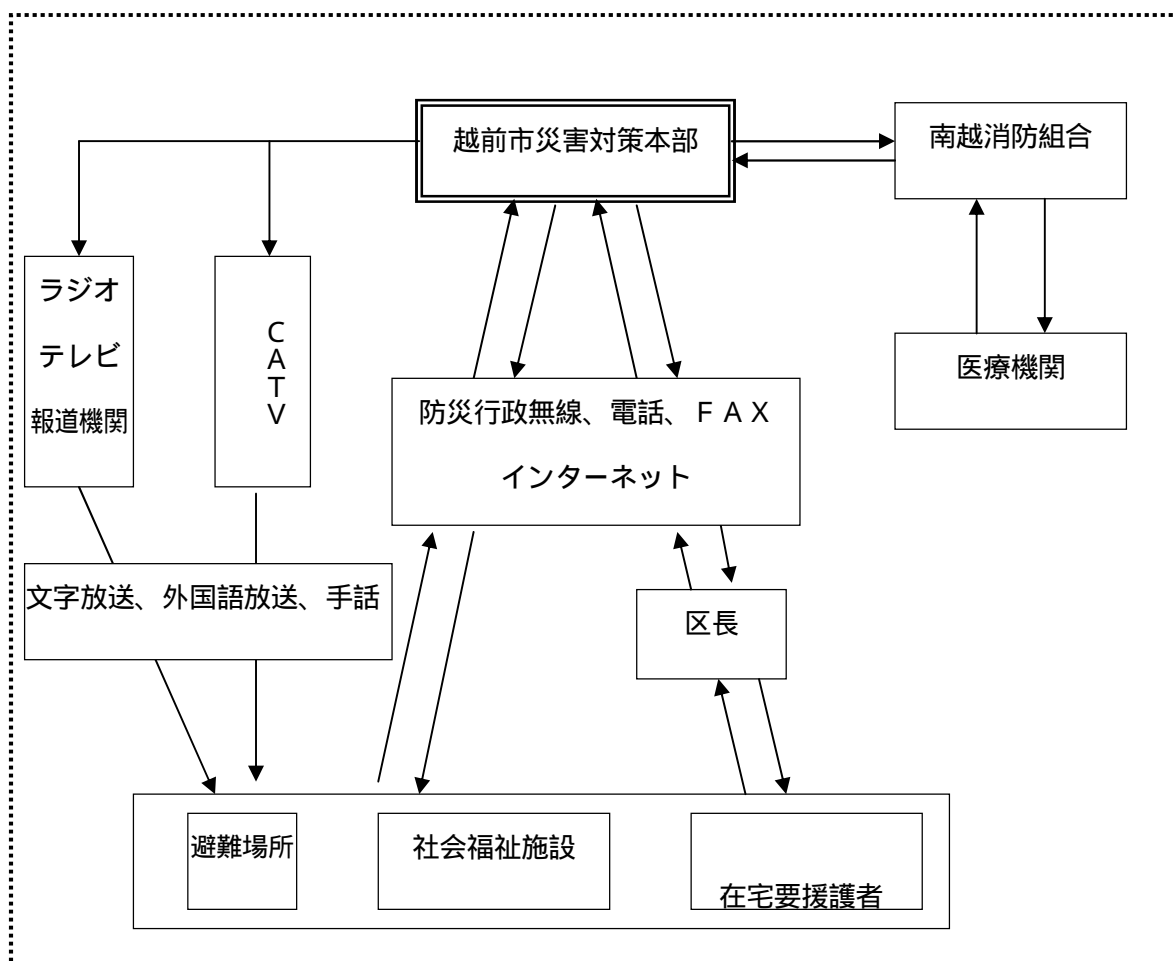 越前市災害対策本部
南越消防組合
ラジオ
テレビ
報道機関
CATV
医療機関
防災行政無線、電話、ＦＡＸ
インターネット
文字放送、外国語放送、手話
区長
避難場所
社会福祉施設
在宅要援護者